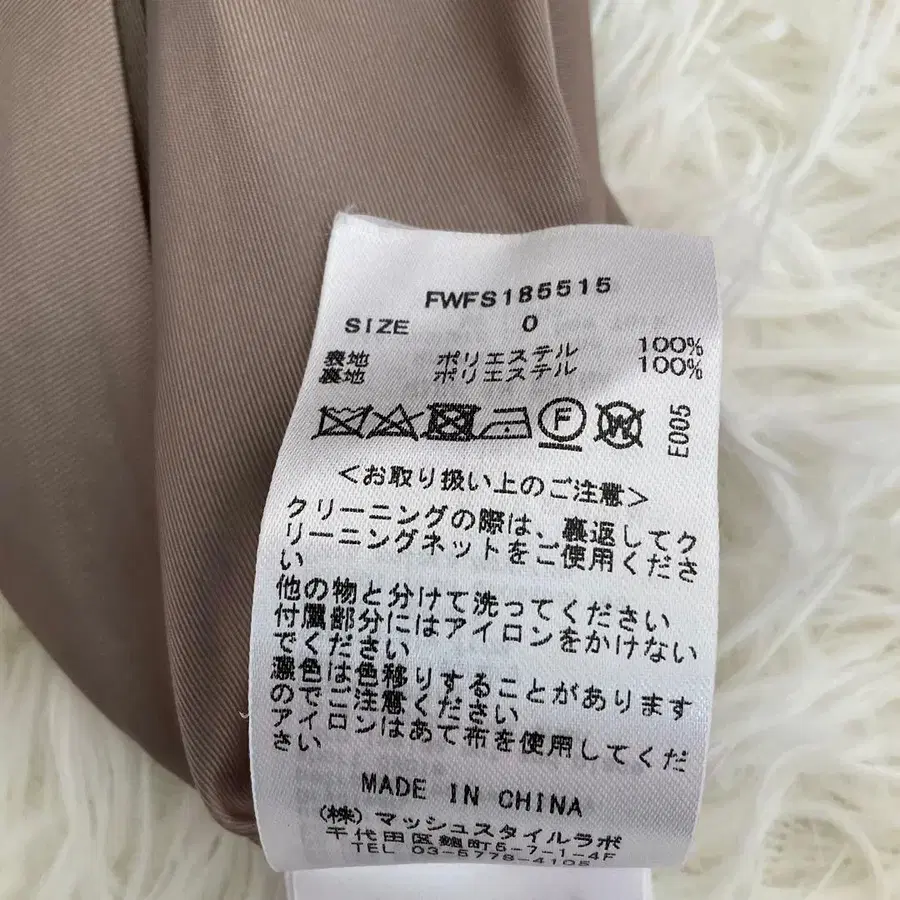 FWFS185515
SIZE 0
表地 ポリエステル 100%
裏地 ポリエステル 100%
F W E005
<お取り扱い上のご注意>
クリーニングの際は、裏返してク
リーニングネットをご使用くださ
い
他の物と分けて洗ってください
付属部分にはアイロンをかけない
でください
濃色は色移りすることがあります
のでご注意ください
アイロンはあて布を使用してくだ
さい
MADE IN CHINA
(株)マッシュスタイルラボ
千代田区麹町5-7-1-4F
TEL 03-5778-4105